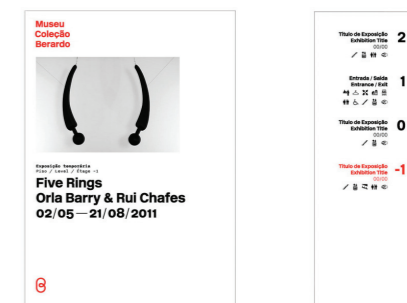 Museu
Coleção
Berardo
Exposição temporária
Piso / Level / Étage -1
Five Rings
Orla Barry & Rui Chafes
02/05—21/08/2011
Título de Exposição
Exhibition Title
00/00
2
Entrada / Saída
Entrance / Exit
1
Título de Exposição
Exhibition Title
00/00
0
Título de Exposição
Exhibition Title
00/00
-1